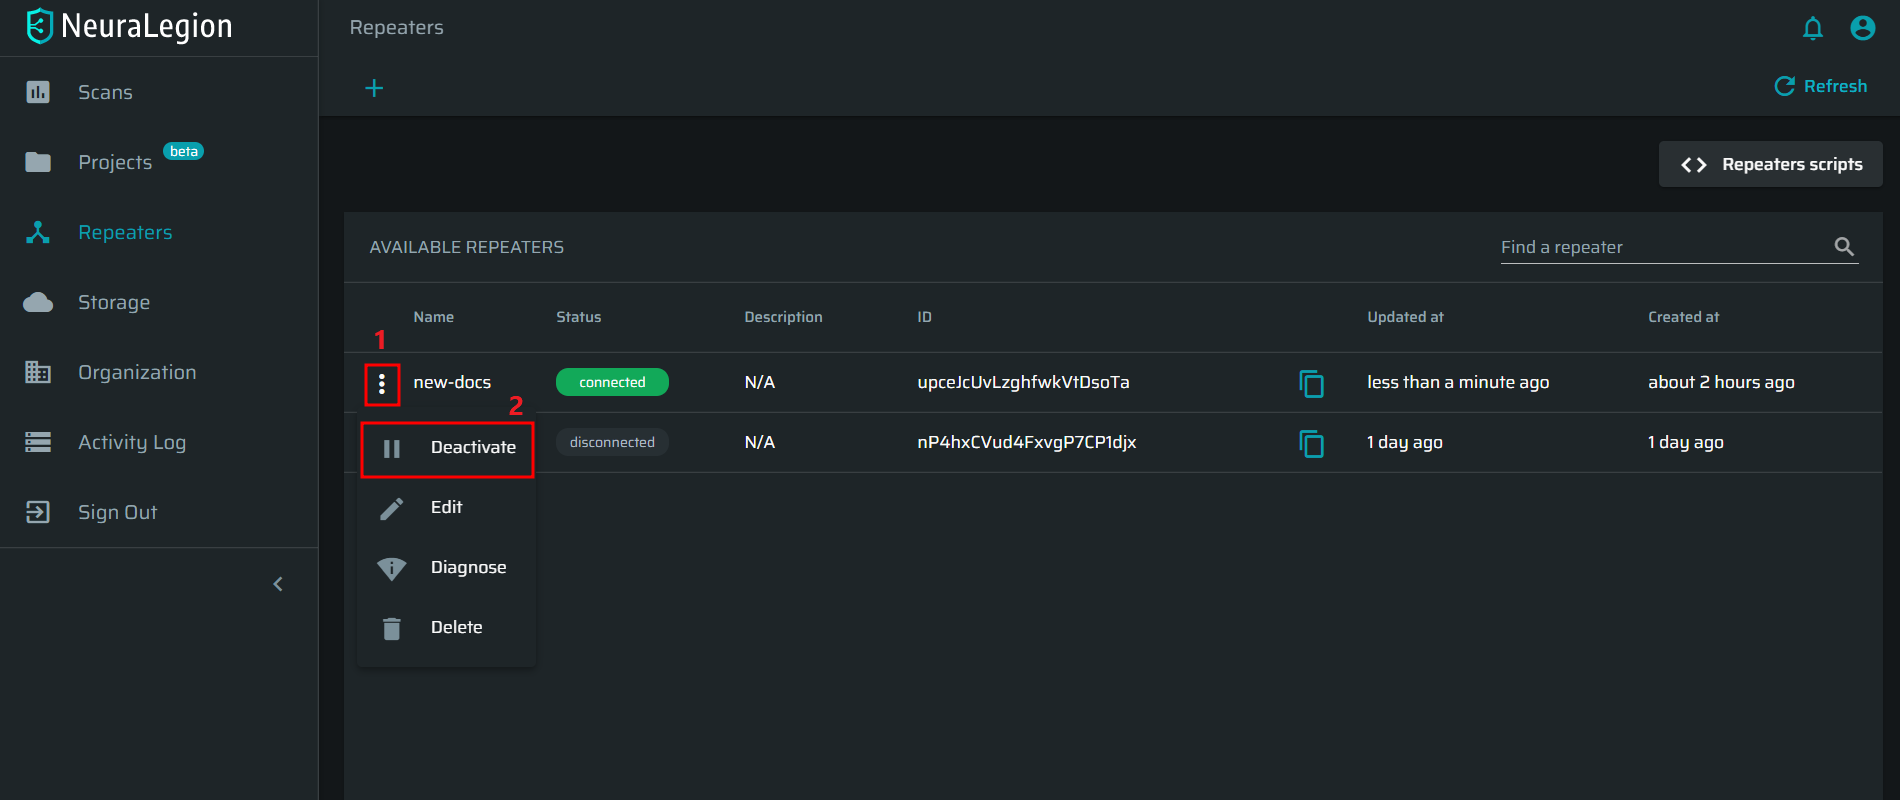 NeuraLegion
Repeaters
Scans
Refresh
Projects beta
Repeaters scripts
Repeaters
AVAILABLE REPEATERS
Find a repeater
Storage
Name Status Description ID Updated at Created at
1
Organization
new-docs connected N/A upceJcUvLzghfwkVtDsoTa less than a minute ago about 2 hours ago
2
Activity Log
Deactivate disconnected N/A nP4hxCVud4FxvgP7CP1djx 1 day ago 1 day ago
Edit
Sign Out
Diagnose
Delete